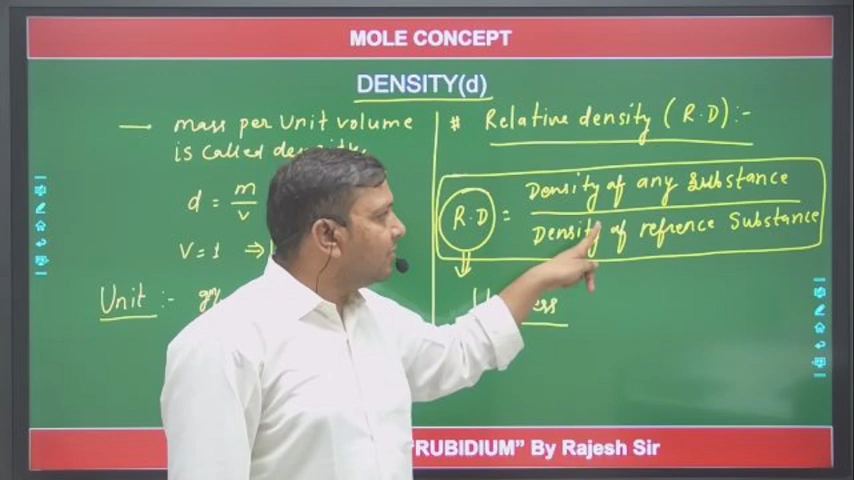 MOLE CONCEPT
DENSITY(d)
— mass per Unit volume
is called density.
d = m
v
V=1 ⇒
Unit :-
# Relative density ( R.D ) :-
R.D = Density of any substance
Density of refrence Substance
"RUBIDIUM" By Rajesh Sir